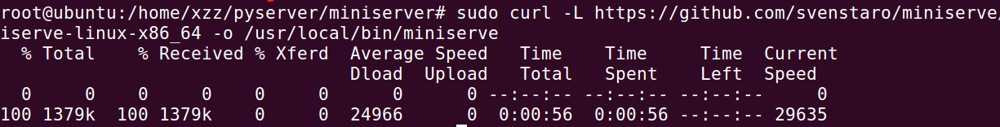 root@ubuntu:/home/xzz/pyserver/miniserver# sudo curl -L https://github.com/svenstaro/miniserve/
iserve-linux-x86_64 -o /usr/local/bin/miniserve
% Total % Received % Xferd Average Speed Time Time Time Current
Dload Upload Total Spent Left Speed
0 0 0 0 0 0 0 0 --:--:-- --:--:-- --:--:-- 0
100 1379k 100 1379k 0 0 24966 0 0:00:56 0:00:56 --:--:-- 29635